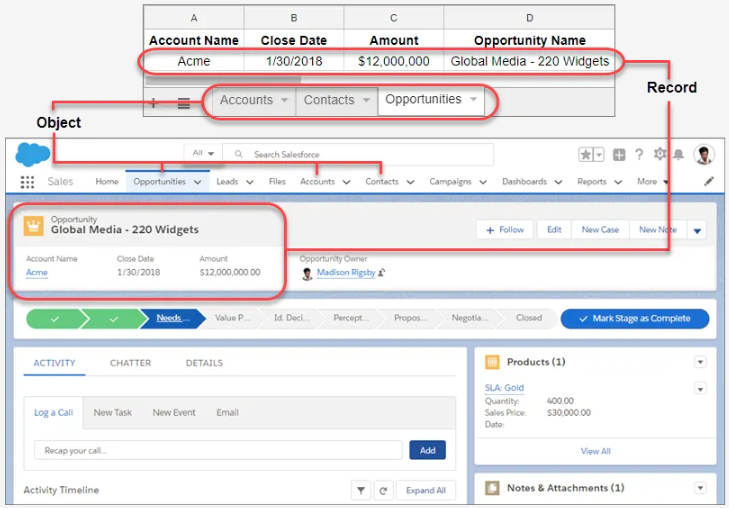 A B C D
Account Name Close Date Amount Opportunity Name
Acme 1/30/2018 $12,000,000 Global Media - 220 Widgets
+ Accounts Contacts Opportunities
Record
Object
All Search Salesforce
Sales Home Opportunities Leads Files Accounts Contacts Campaigns Dashboards Reports More
Opportunity
Global Media - 220 Widgets
+ Follow Edit New Case New Note
Account Name Close Date Amount Opportunity Owner
Acme 1/30/2018 $12,000,000.00 Madison Rigsby
Needs ... Value P... Id. Deci... Percept... Propos... Negotia... Closed ✓ Mark Stage as Complete
ACTIVITY CHATTER DETAILS
Log a Call New Task New Event Email
Recap your call... Add
Activity Timeline Expand All
Products (1)
SLA: Gold
Quantity: 400.00
Sales Price: $30,000.00
Date:
View All
Notes & Attachments (1)